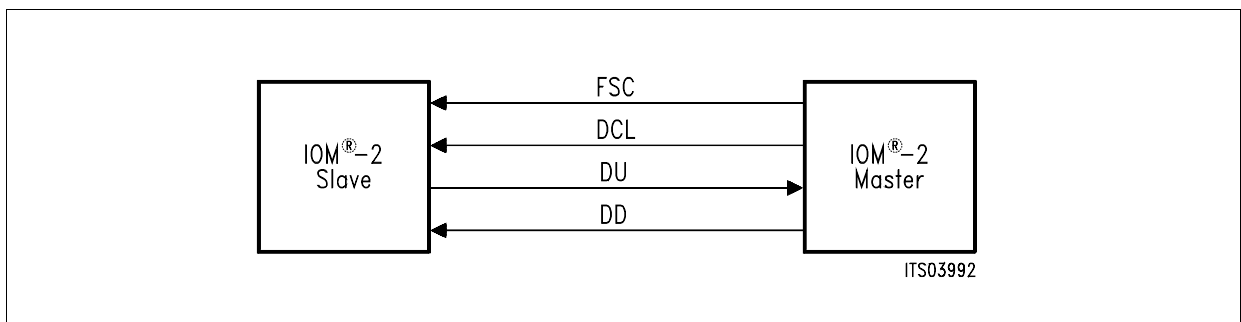 FSC
DCL
IOM®-2
Slave
DU
IOM®-2
Master
DD
ITS03992